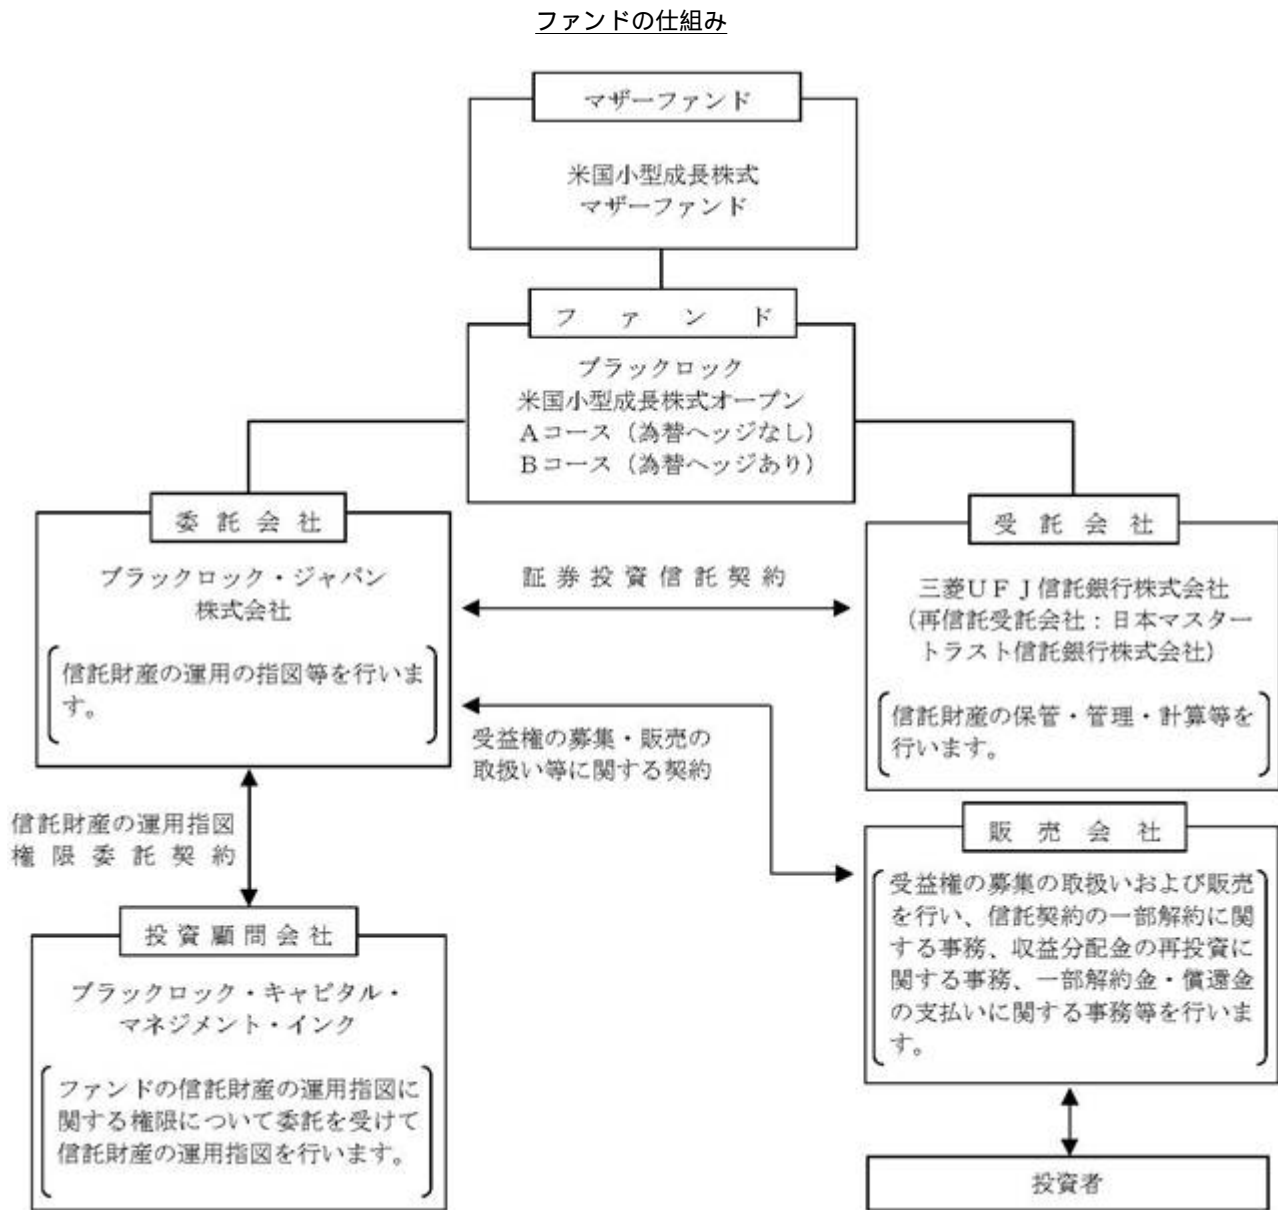 ファンドの仕組み
マザーファンド
米国小型成長株式
マザーファンド
ファンド
ブラックロック
米国小型成長株式オープン
Aコース（為替ヘッジなし）
Bコース（為替ヘッジあり）
委託会社
ブラックロック・ジャパン
株式会社
信託財産の運用の指図等を行いま
す。
証券投資信託契約
受託会社
三菱UFJ信託銀行株式会社
（再信託受託会社：日本マスター
トラスト信託銀行株式会社）
信託財産の保管・管理・計算等を
行います。
受益権の募集・販売の
取扱い等に関する契約
信託財産の運用指図
権限委託契約
販売会社
受益権の募集の取扱いおよび販売
を行い、信託契約の一部解約に関
する事務、収益分配金の再投資に
関する事務、一部解約金・償還金
の支払いに関する事務等を行いま
す。
投資顧問会社
ブラックロック・キャピタル・
マネジメント・インク
ファンドの信託財産の運用指図に
関する権限について委託を受けて
信託財産の運用指図を行います。
投資者